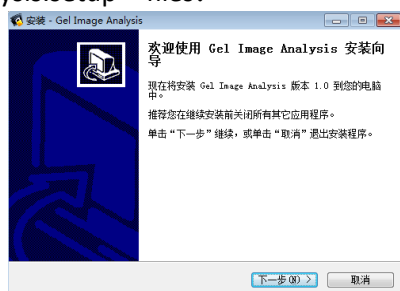 安装 - Gel Image Analysis
欢迎使用 Gel Image Analysis 安装向
导
现在将安装 Gel Image Analysis 版本 1.0 到您的电脑
中。
推荐您在继续安装前关闭所有其它应用程序。
单击“下一步”继续，或单击“取消”退出安装程序。
下一步(N) >
取消